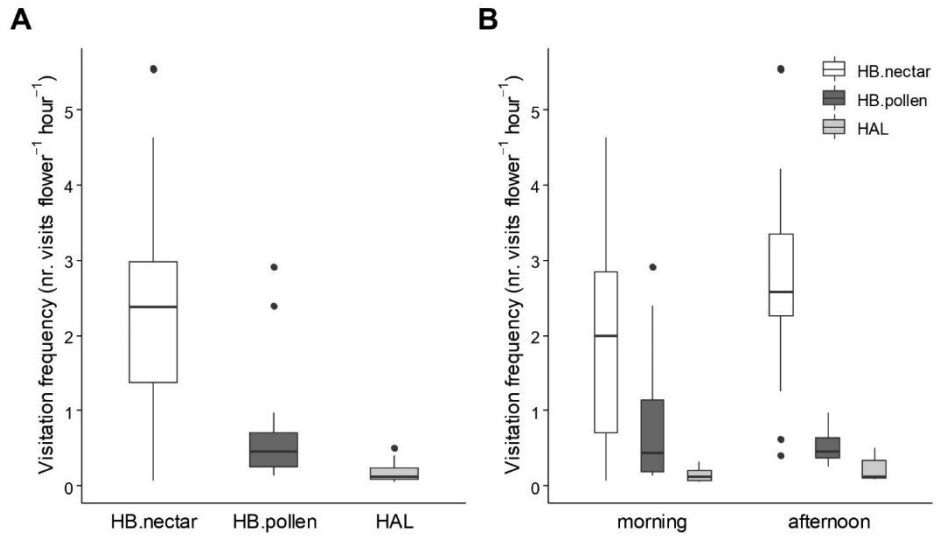 A
Visitation frequency (nr. visits flower⁻¹ hour⁻¹)
5
4
3
2
1
0
HB.nectar HB.pollen HAL
B
Visitation frequency (nr. visits flower⁻¹ hour⁻¹)
5
4
3
2
1
0
HB.nectar
HB.pollen
HAL
morning afternoon